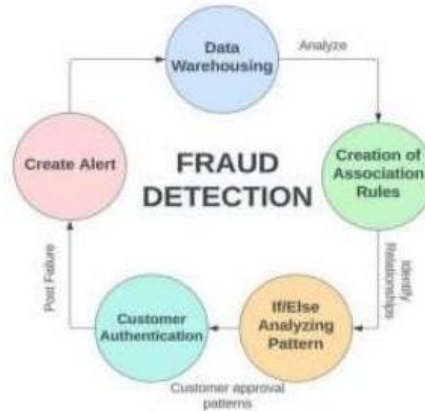 Data
Warehousing
Analyze
Create Alert
FRAUD
DETECTION
Creation of
Association
Rules
Identify
Relationships
Post Failure
Customer
Authentication
If/Else
Analyzing
Pattern
Customer approval
patterns